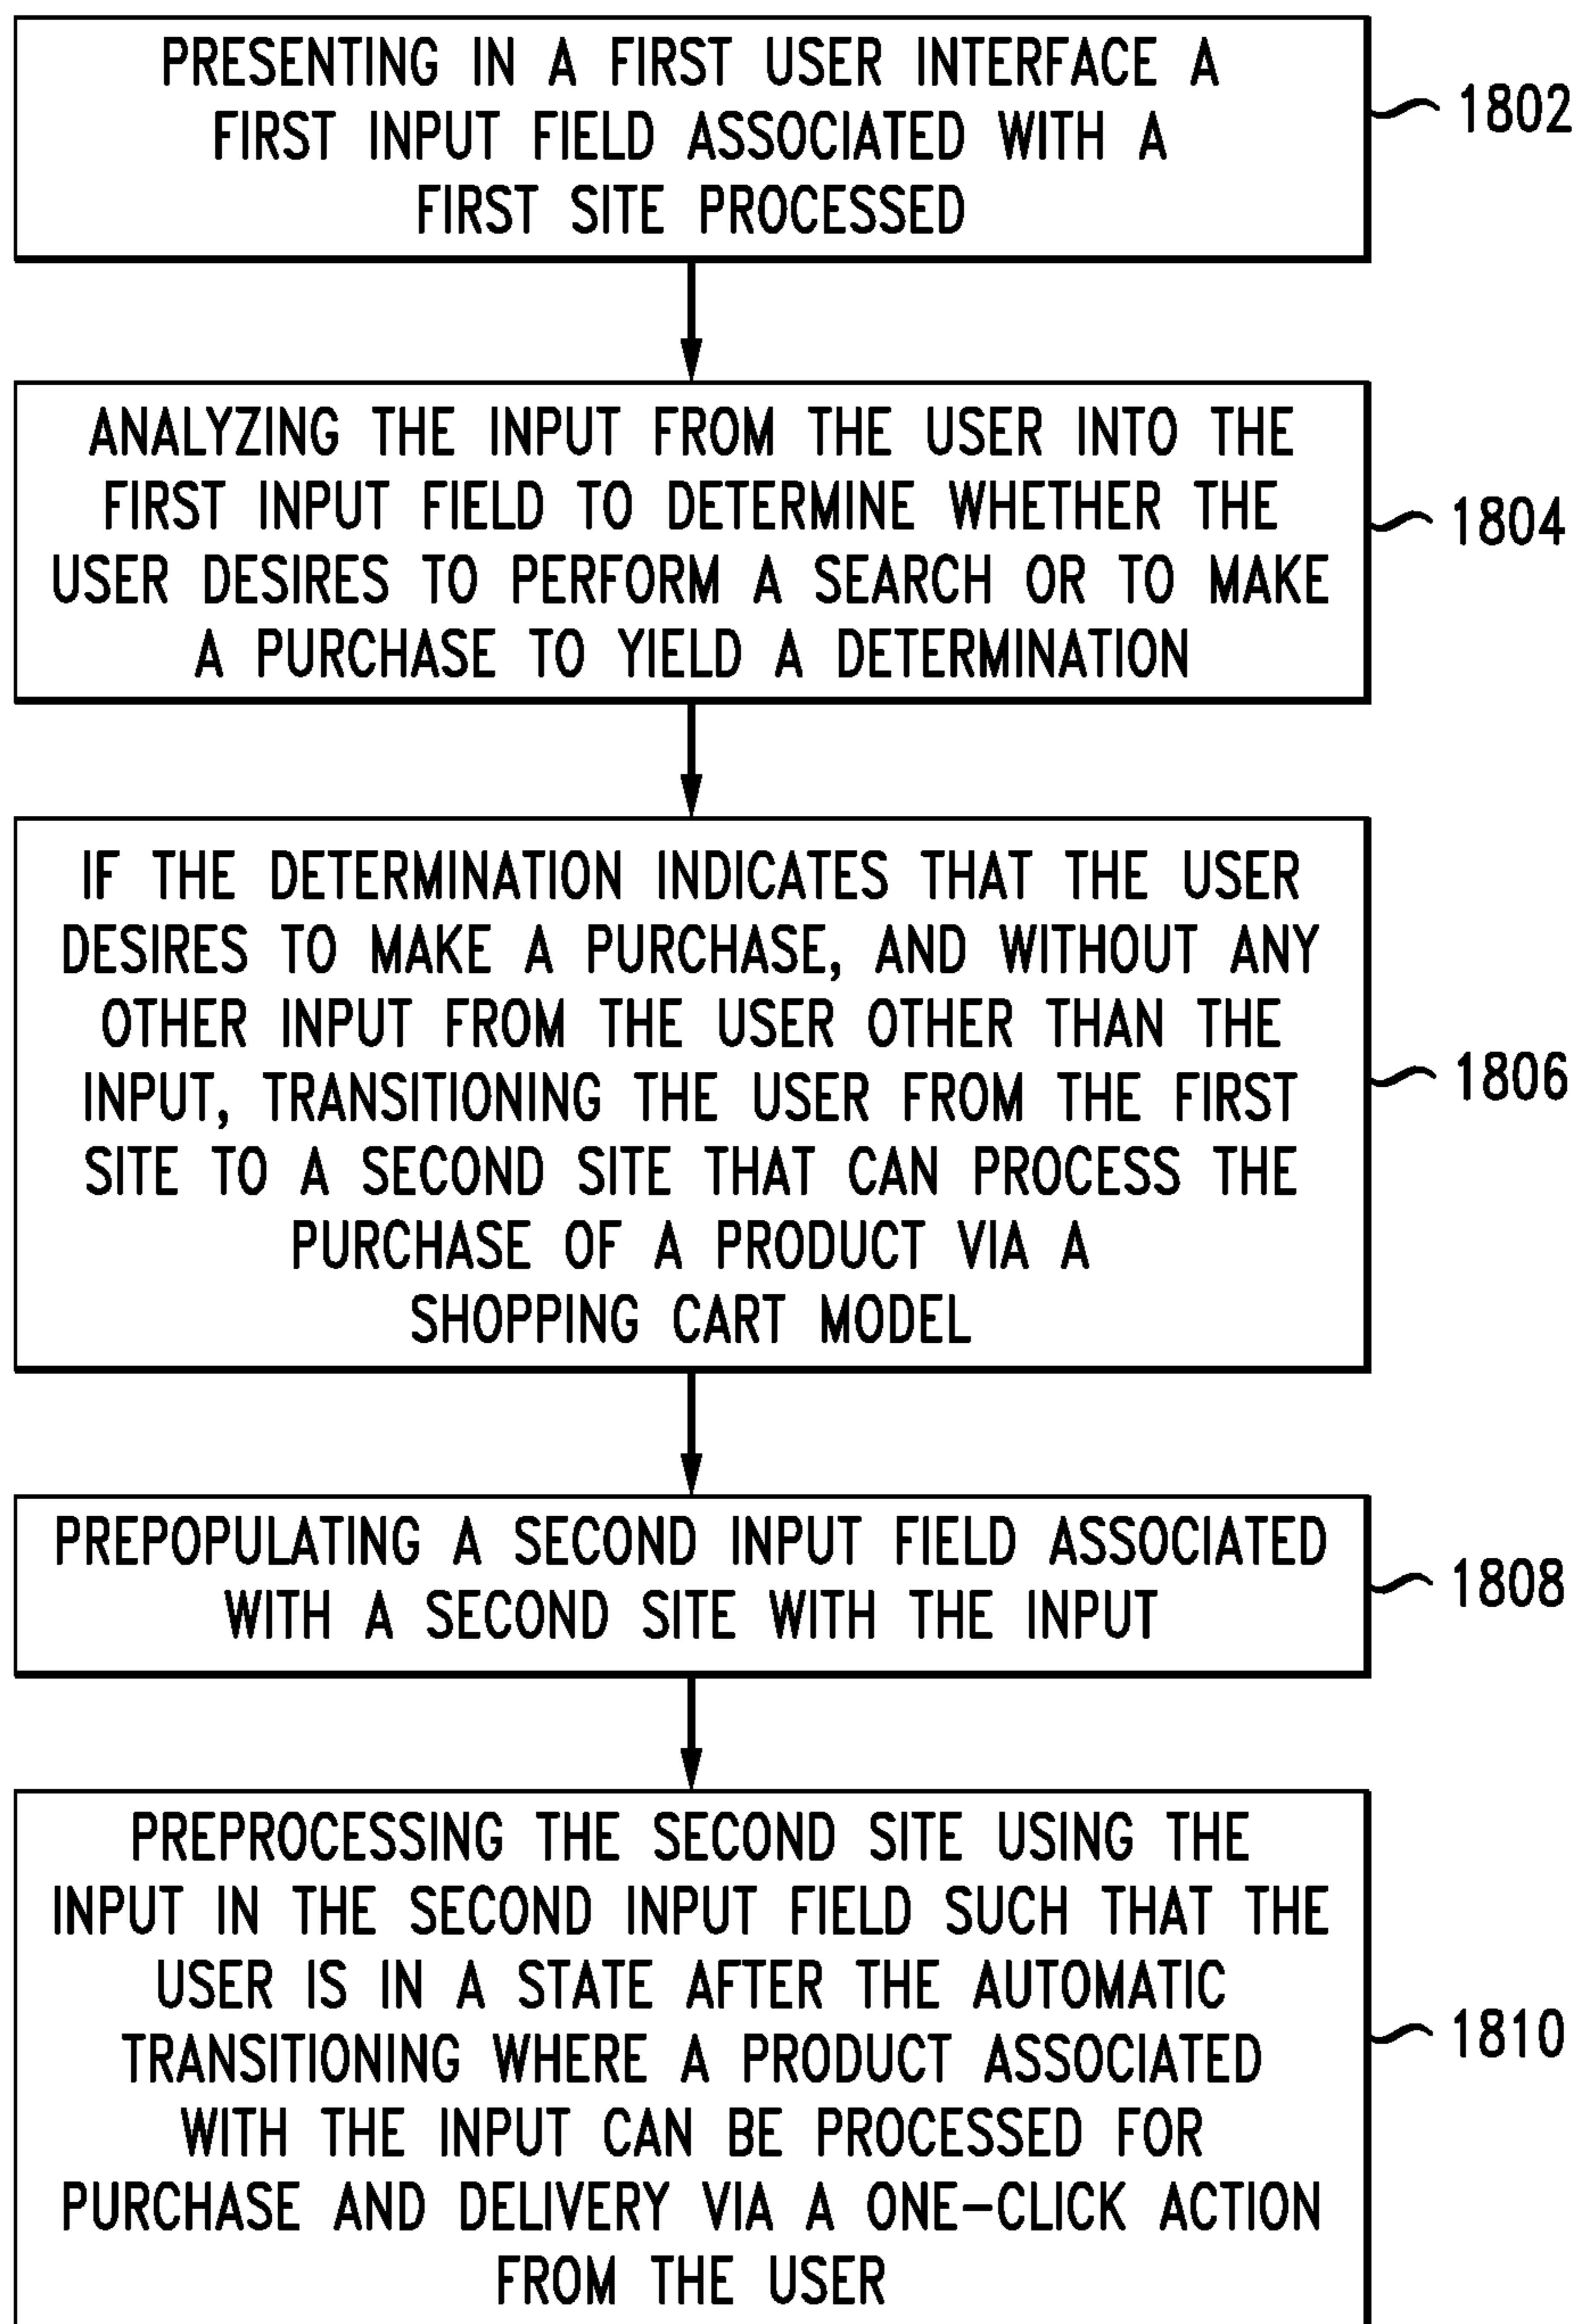 PRESENTING IN A FIRST USER INTERFACE A
FIRST INPUT FIELD ASSOCIATED WITH A
FIRST SITE PROCESSED
1802
ANALYZING THE INPUT FROM THE USER INTO THE
FIRST INPUT FIELD TO DETERMINE WHETHER THE
USER DESIRES TO PERFORM A SEARCH OR TO MAKE
A PURCHASE TO YIELD A DETERMINATION
1804
IF THE DETERMINATION INDICATES THAT THE USER
DESIRES TO MAKE A PURCHASE, AND WITHOUT ANY
OTHER INPUT FROM THE USER OTHER THAN THE
INPUT, TRANSITIONING THE USER FROM THE FIRST
SITE TO A SECOND SITE THAT CAN PROCESS THE
PURCHASE OF A PRODUCT VIA A
SHOPPING CART MODEL
1806
PREPOPULATING A SECOND INPUT FIELD ASSOCIATED
WITH A SECOND SITE WITH THE INPUT
1808
PREPROCESSING THE SECOND SITE USING THE
INPUT IN THE SECOND INPUT FIELD SUCH THAT THE
USER IS IN A STATE AFTER THE AUTOMATIC
TRANSITIONING WHERE A PRODUCT ASSOCIATED
WITH THE INPUT CAN BE PROCESSED FOR
PURCHASE AND DELIVERY VIA A ONE-CLICK ACTION
FROM THE USER
1810